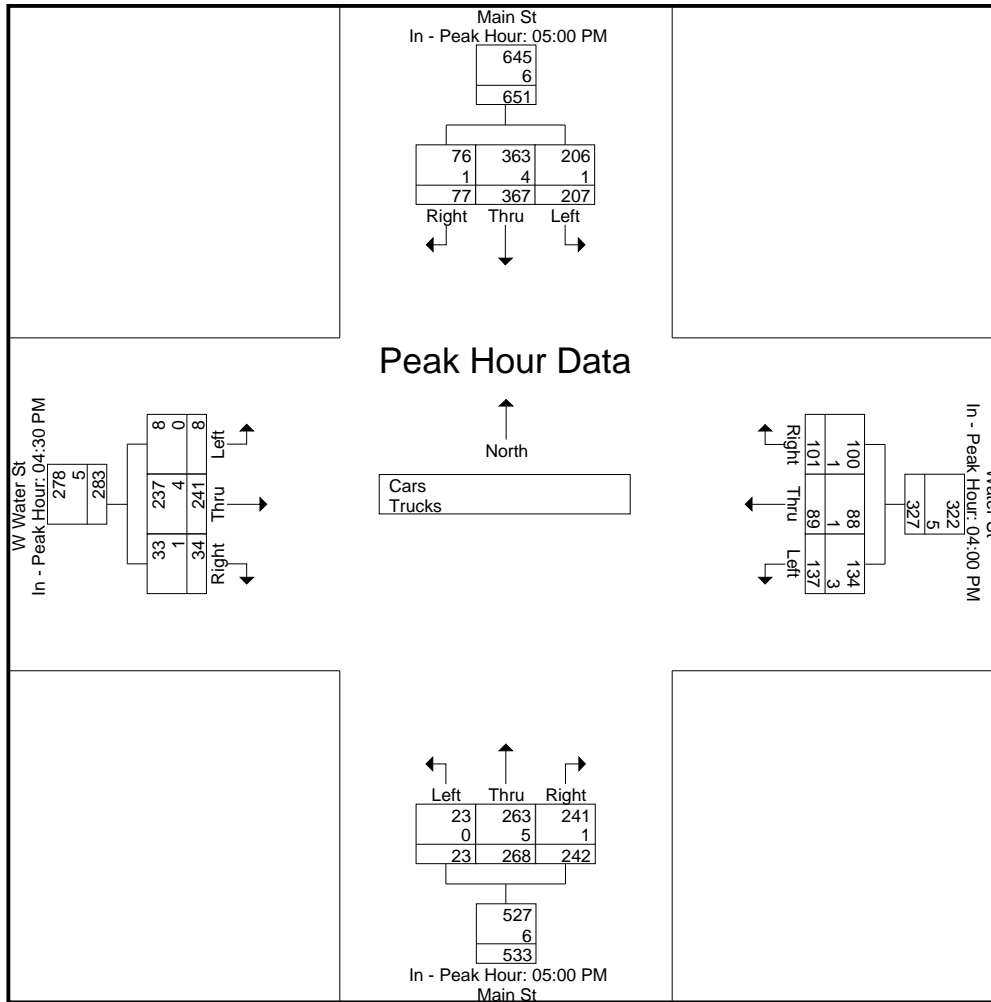 Main St
In - Peak Hour: 05:00 PM
645
6
651
76 363 206
1 4 1
77 367 207
Right Thru Left
Peak Hour Data
North
Cars
Trucks
W Water St
In - Peak Hour: 04:30 PM
278
5
283
8 0 8
Left
237 4 241
Thru
33 1 34
Right
Right
101 1 100
Thru
89 1 88
Left
137 3 134
322
5
327
In - Peak Hour: 04:00 PM
Left Thru Right
23 263 241
0 5 1
23 268 242
527
6
533
In - Peak Hour: 05:00 PM
Main St